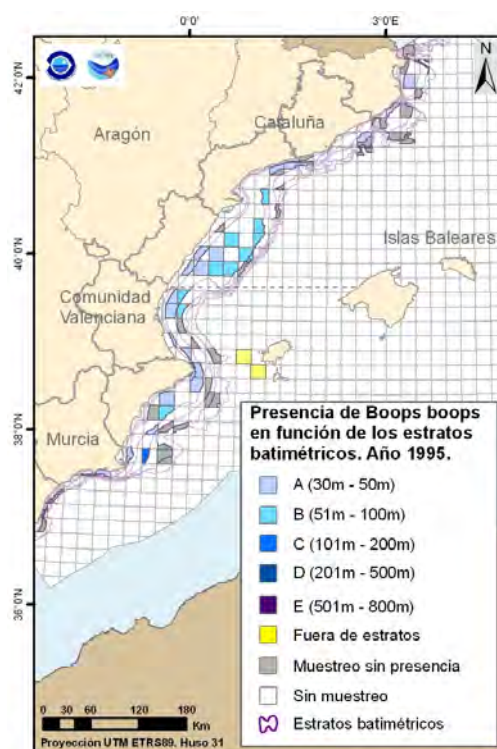 0°0' 3°0'E
42°0'N
N
Cataluña
Aragón
Islas Baleares
40°0'N
Comunidad
Valenciana
38°0'N
Murcia
36°0'N
Presencia de Boops boops
en función de los estratos
batimétricos. Año 1995.
A (30m - 50m)
B (51m - 100m)
C (101m - 200m)
D (201m - 500m)
E (501m - 800m)
Fuera de estratos
Muestreo sin presencia
Sin muestreo
Estratos batimétricos
0 30 60 120 180
Km
Proyección UTM ETRS89. Huso 31